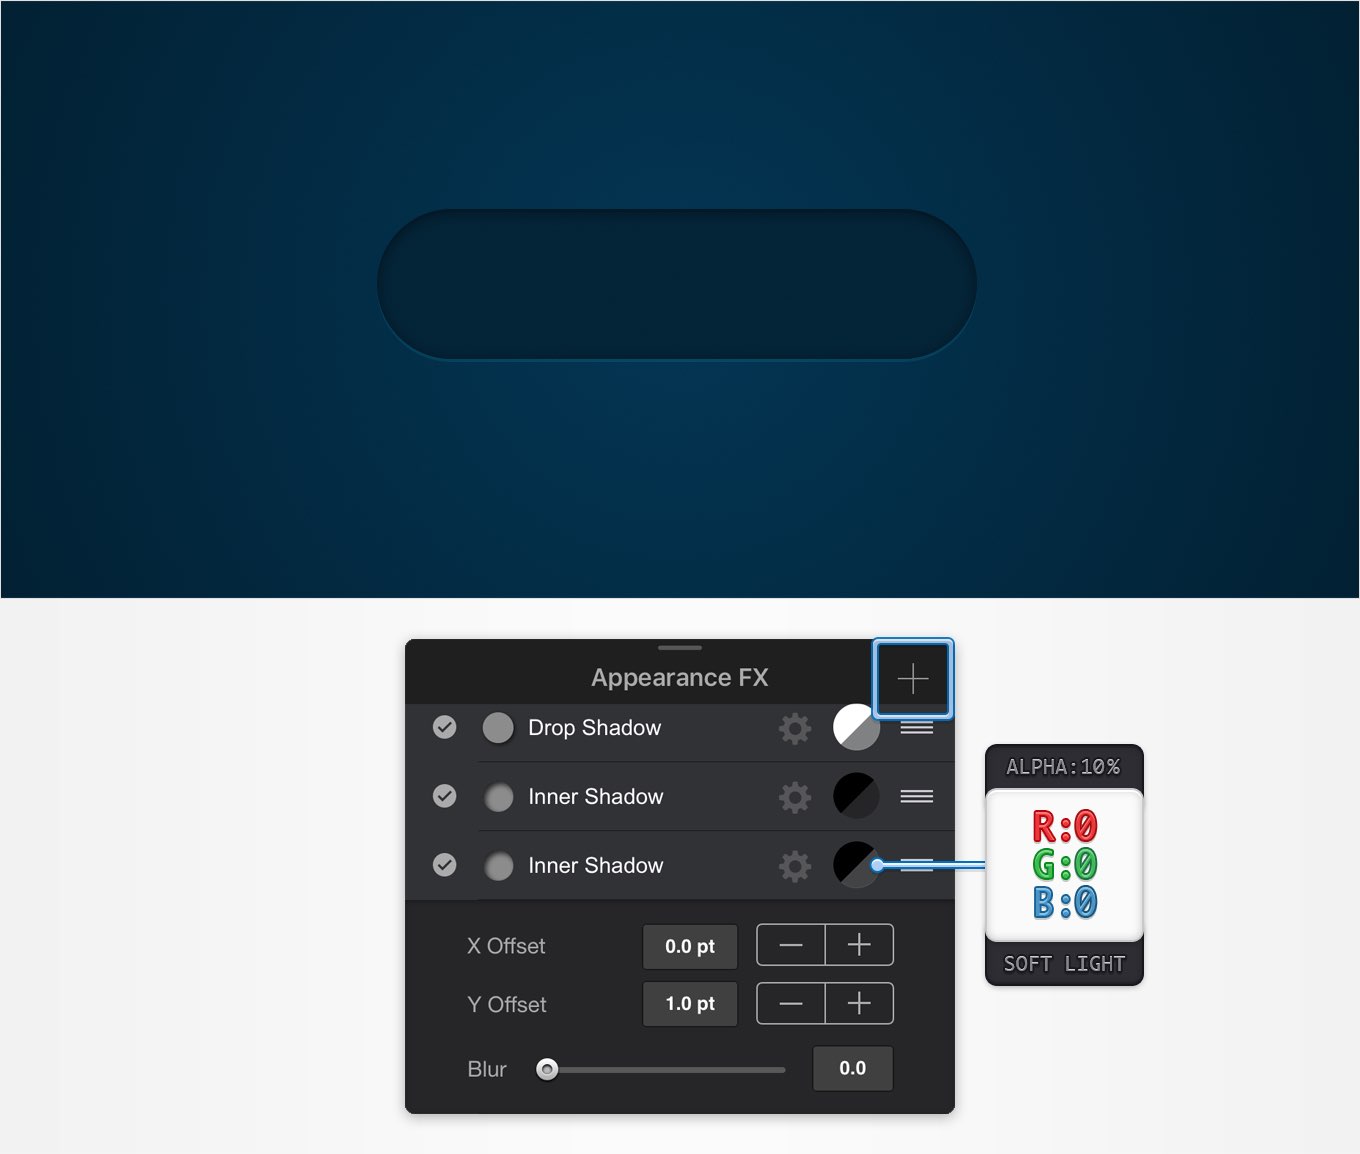 Appearance FX
Drop Shadow
Inner Shadow
Inner Shadow
X Offset 0.0 pt
Y Offset 1.0 pt
Blur 0.0
ALPHA:10%
R:0
G:0
B:0
SOFT LIGHT